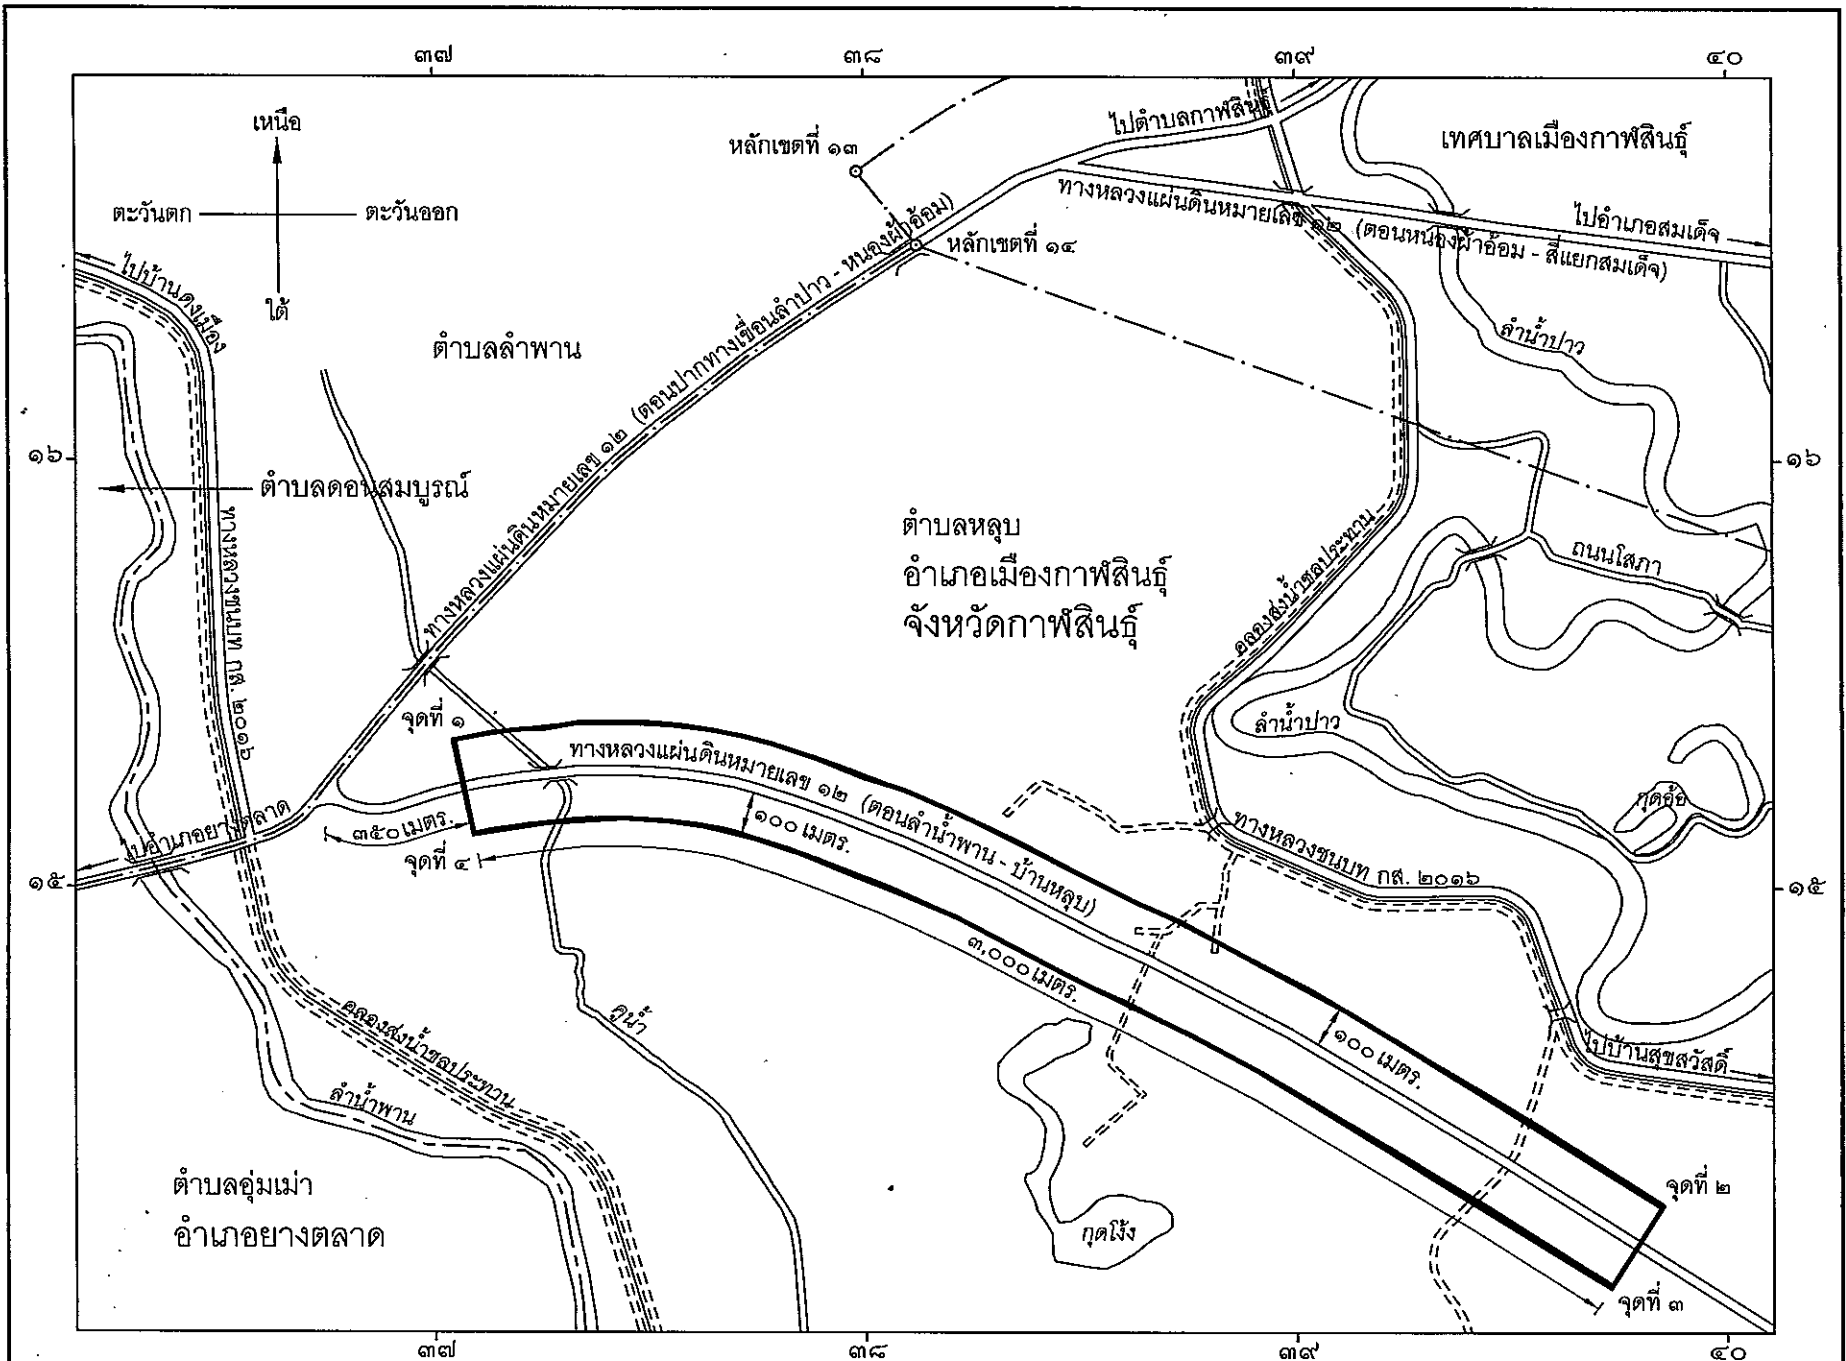 ๓๗
๓๘
๓๙
๔๐
เหนือ
ตะวันตก
ตะวันออก
ใต้
หลักเขตที่ ๑๓
ไปตำบลกาฬสินธุ์
เทศบาลเมืองกาฬสินธุ์
ทางหลวงแผ่นดินหมายเลข ๑๒ (ตอนหนองผ้าอ้อม - สี่แยกสมเด็จ)
ไปอำเภอสมเด็จ
หลักเขตที่ ๑๔
ไปบ้านดงเมือง
ตำบลลำพาน
ทางหลวงแผ่นดินหมายเลข ๑๒ (ตอนปากทางเขื่อนลำปาว - หนองผ้าอ้อม)
ลำน้ำปาว
๑๖
๑๖
ตำบลดอนสมบูรณ์
ทางหลวงชนบท กส. ๒๐๑๖
ตำบลหลุบ
อำเภอเมืองกาฬสินธุ์
จังหวัดกาฬสินธุ์
คลองส่งน้ำชลประทาน
ถนนโสภา
จุดที่ ๑
ลำน้ำปาว
ทางหลวงแผ่นดินหมายเลข ๑๒ (ตอนลำน้ำพาน - บ้านหลุบ)
กุดอ้อ
ไปอำเภอยางตลาด
๓๕๐ เมตร.
๑๐๐ เมตร.
จุดที่ ๔
ทางหลวงชนบท กส. ๒๐๑๖
๑๕
๑๕
๓,๐๐๐ เมตร.
คูน้ำ
๑๐๐ เมตร.
ไปบ้านสุขสวัสดิ์
คลองส่งน้ำชลประทาน
ลำน้ำพาน
ตำบลอุ่มเม่า
อำเภอยางตลาด
กุดโง้ง
จุดที่ ๒
จุดที่ ๓
๓๗
๓๘
๓๙
๔๐